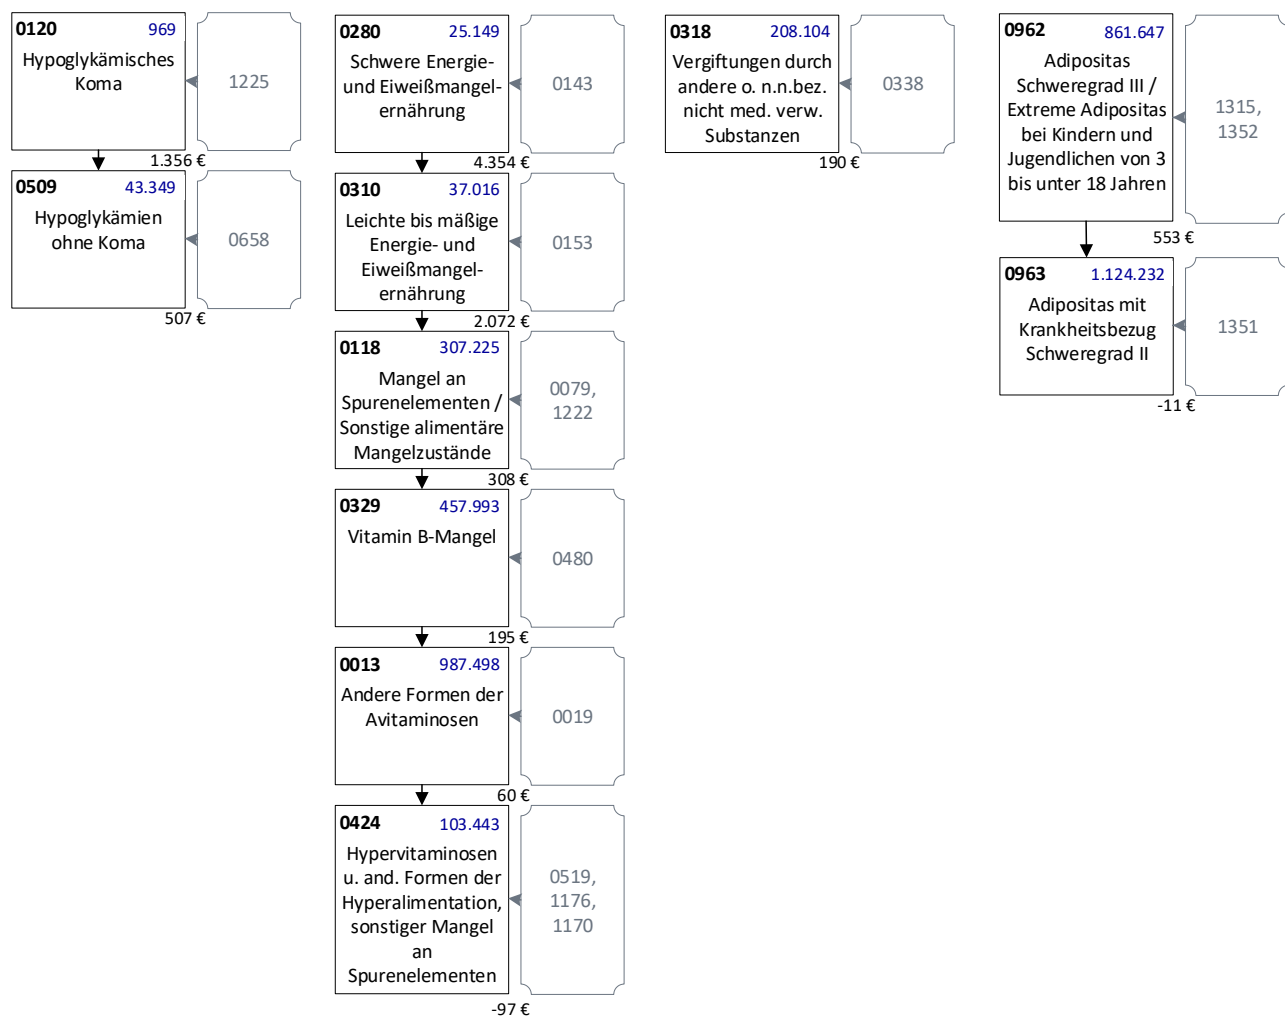 0120 969
Hypoglykämisches
Koma
1225
1.356 €
0509 43.349
Hypoglykämien
ohne Koma
0658
507 €
0280 25.149
Schwere Energie-
und Eiweißmangel-
ernährung
0143
4.354 €
0310 37.016
Leichte bis mäßige
Energie- und
Eiweißmangel-
ernährung
0153
2.072 €
0118 307.225
Mangel an
Spurenelementen /
Sonstige alimentäre
Mangelzustände
0079,
1222
308 €
0329 457.993
Vitamin B-Mangel
0480
195 €
0013 987.498
Andere Formen der
Avitaminosen
0019
60 €
0424 103.443
Hypervitaminosen
u. and. Formen der
Hyperalimentation,
sonstiger Mangel
an
Spurenelementen
0519,
1176,
1170
-97 €
0318 208.104
Vergiftungen durch
andere o. n.n.bez.
nicht med. verw.
Substanzen
0338
190 €
0962 861.647
Adipositas
Schweregrad III /
Extreme Adipositas
bei Kindern und
Jugendlichen von 3
bis unter 18 Jahren
1315,
1352
553 €
0963 1.124.232
Adipositas mit
Krankheitsbezug
Schweregrad II
1351
-11 €